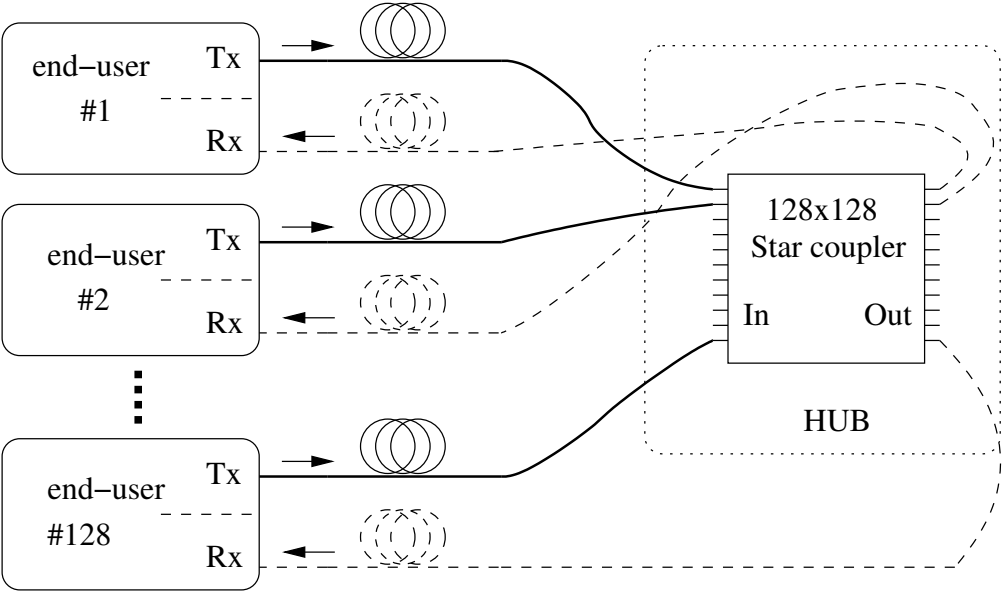 end−user
#1
Tx
Rx
end−user
#2
Tx
Rx
end−user
#128
Tx
Rx
128x128
Star coupler
In
Out
HUB